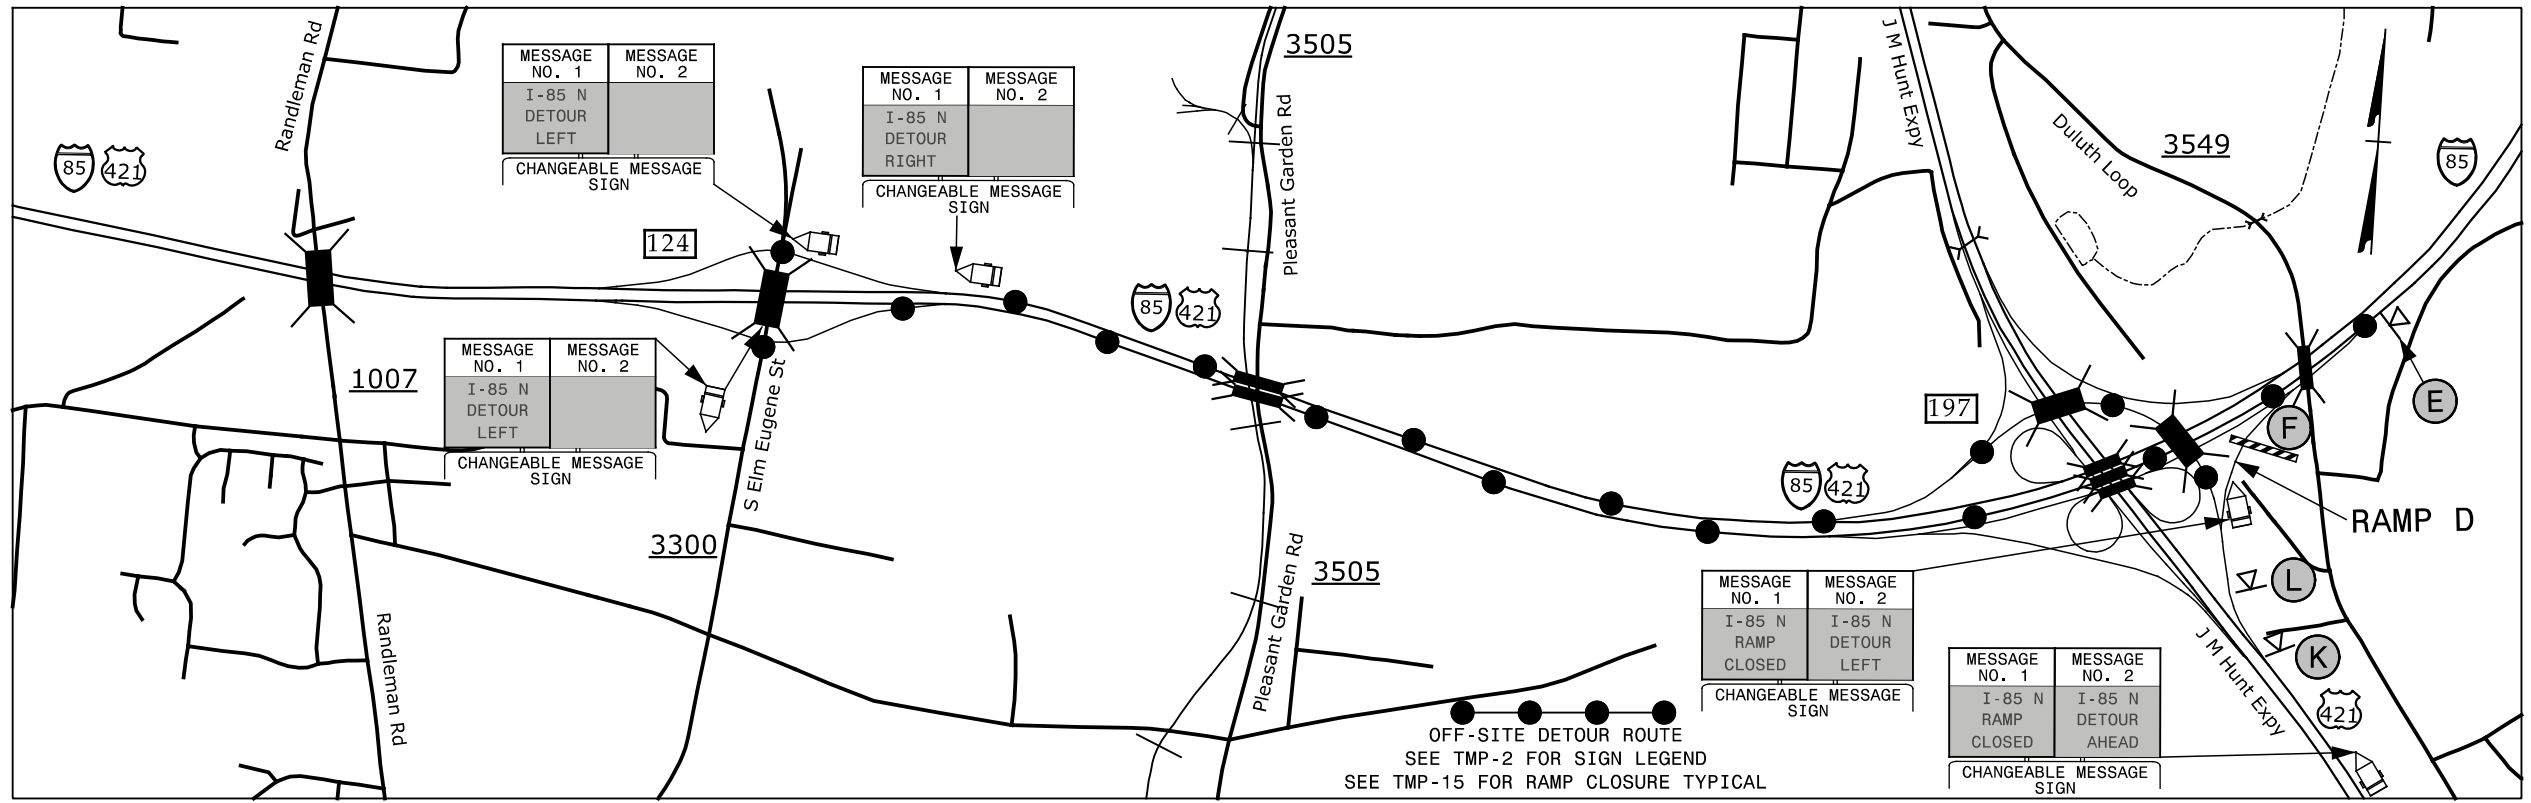 Randleman Rd
85
421
MESSAGE NO. 1
MESSAGE NO. 2
I-85 N
DETOUR
LEFT
CHANGEABLE MESSAGE
SIGN
MESSAGE NO. 1
MESSAGE NO. 2
I-85 N
DETOUR
RIGHT
CHANGEABLE MESSAGE
SIGN
3505
Pleasant Garden Rd
J M Hunt Expy
Duluth Loop
3549
85
124
85
421
MESSAGE NO. 1
MESSAGE NO. 2
I-85 N
DETOUR
LEFT
CHANGEABLE MESSAGE
SIGN
1007
S Elm Eugene St
3300
197
85
421
E
F
RAMP D
L
K
3505
Pleasant Garden Rd
Randleman Rd
MESSAGE NO. 1
MESSAGE NO. 2
I-85 N
RAMP
CLOSED
I-85 N
DETOUR
LEFT
CHANGEABLE MESSAGE
SIGN
J M Hunt Expy
421
MESSAGE NO. 1
MESSAGE NO. 2
I-85 N
RAMP
CLOSED
I-85 N
DETOUR
AHEAD
CHANGEABLE MESSAGE
SIGN
OFF-SITE DETOUR ROUTE
SEE TMP-2 FOR SIGN LEGEND
SEE TMP-15 FOR RAMP CLOSURE TYPICAL